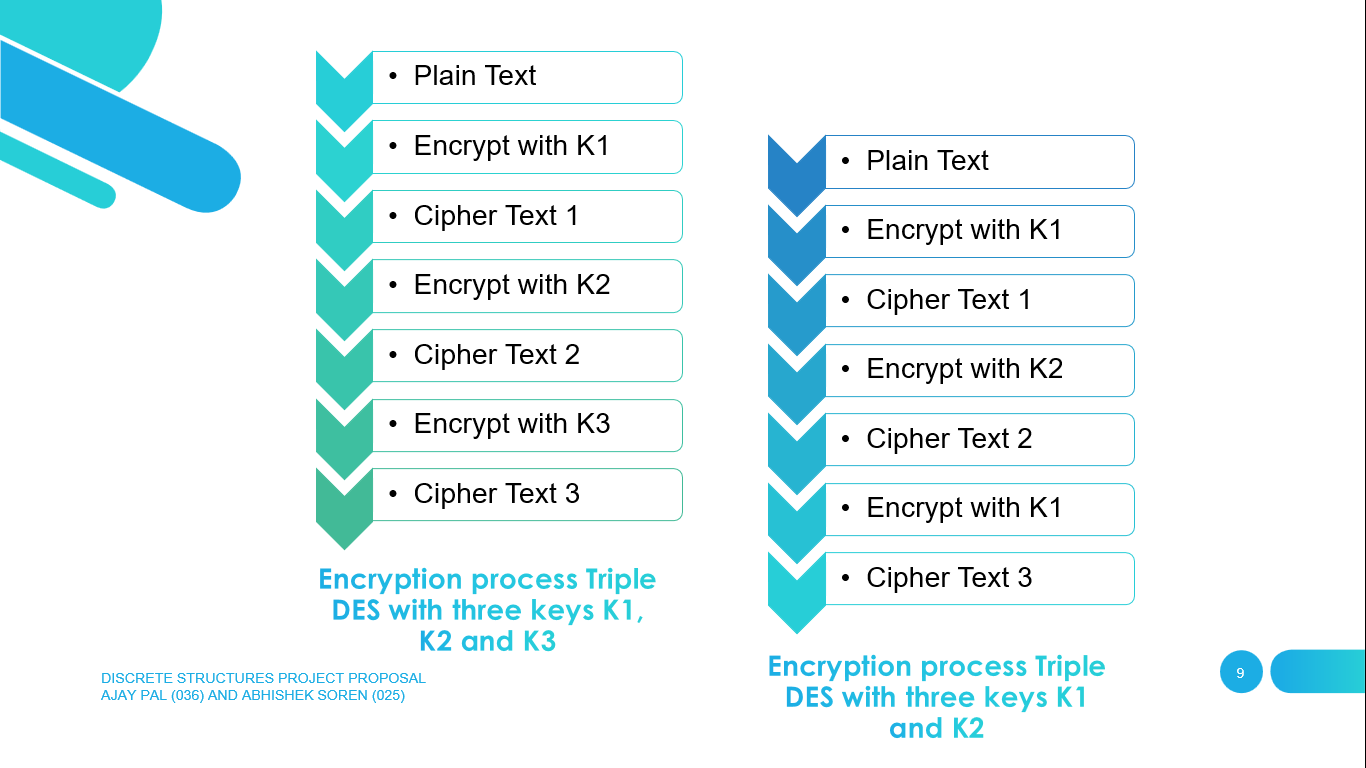 • Plain Text
• Encrypt with K1
• Cipher Text 1
• Encrypt with K2
• Cipher Text 2
• Encrypt with K3
• Cipher Text 3
Encryption process Triple
DES with three keys K1,
K2 and K3
• Plain Text
• Encrypt with K1
• Cipher Text 1
• Encrypt with K2
• Cipher Text 2
• Encrypt with K1
• Cipher Text 3
Encryption process Triple
DES with three keys K1
and K2
DISCRETE STRUCTURES PROJECT PROPOSAL
AJAY PAL (036) AND ABHISHEK SOREN (025)
9